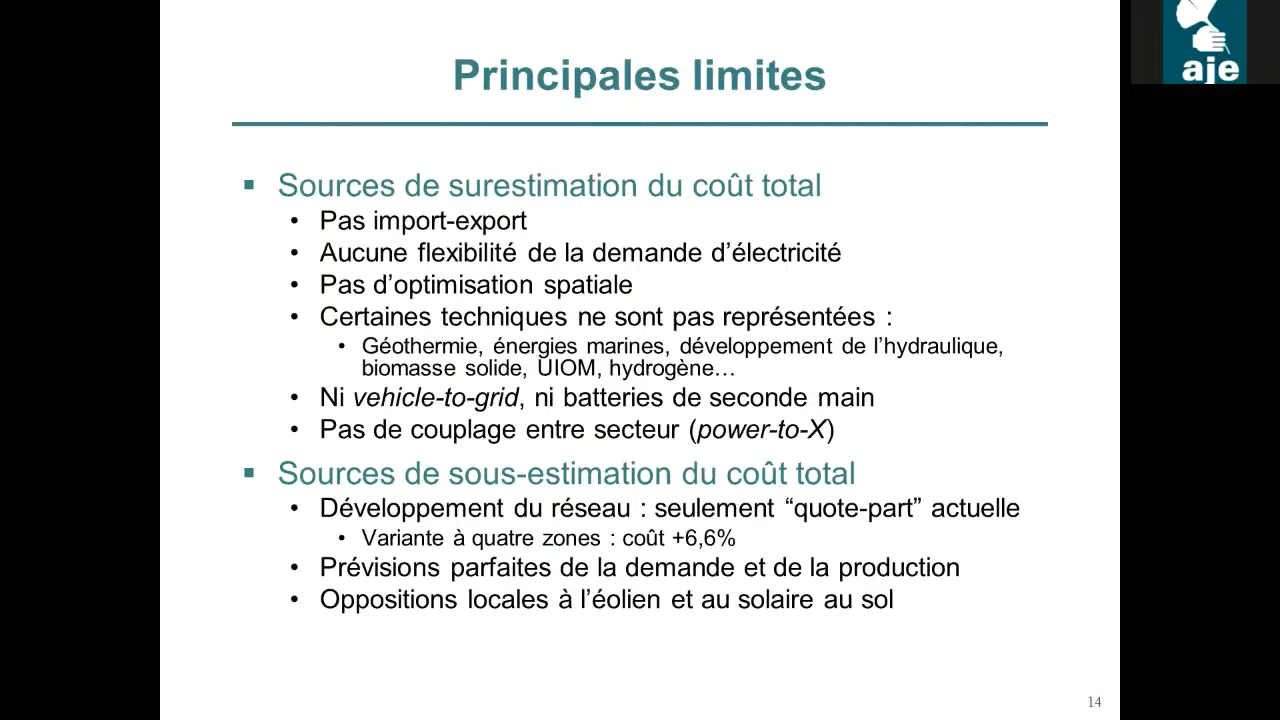 aje
Principales limites
▪ Sources de surestimation du coût total
• Pas import-export
• Aucune flexibilité de la demande d’électricité
• Pas d’optimisation spatiale
• Certaines techniques ne sont pas représentées :
• Géothermie, énergies marines, développement de l’hydraulique,
biomasse solide, UIOM, hydrogène…
• Ni vehicle-to-grid, ni batteries de seconde main
• Pas de couplage entre secteur (power-to-X)
▪ Sources de sous-estimation du coût total
• Développement du réseau : seulement “quote-part” actuelle
• Variante à quatre zones : coût +6,6%
• Prévisions parfaites de la demande et de la production
• Oppositions locales à l’éolien et au solaire au sol
14